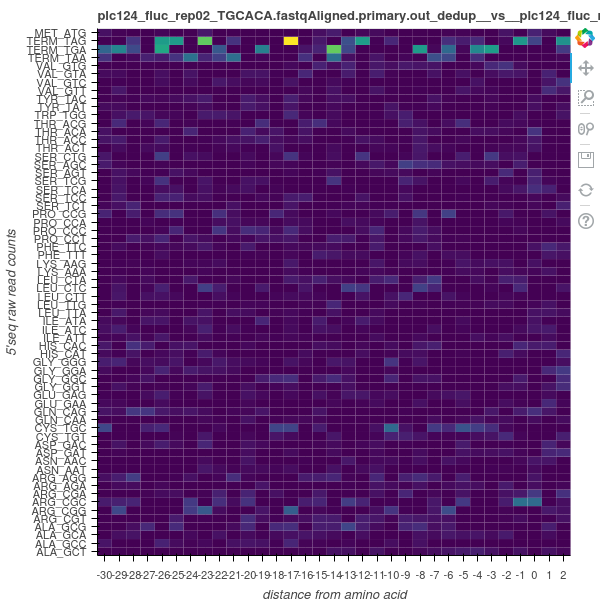 plc124_fluc_rep02_TGCACA.fastqAligned.primary.out_dedup__vs__plc124_fluc_r
MET_ATG
TERM_TAG
TERM_TGA
TERM_TAA
VAL_GTG
VAL_GTA
VAL_GTC
VAL_GTT
TYR_TAC
TYR_TAT
TRP_TGG
THR_ACG
THR_ACA
THR_ACC
THR_ACT
SER_CTG
SER_AGC
SER_AGT
SER_TCG
SER_TCA
SER_TCC
SER_TCT
PRO_CCG
PRO_CCA
PRO_CCC
PRO_CCT
PHE_TTC
PHE_TTT
LYS_AAG
LYS_AAA
LEU_CTA
LEU_CTC
LEU_CTT
LEU_TTG
LEU_TTA
ILE_ATA
ILE_ATC
ILE_ATT
HIS_CAC
HIS_CAT
GLY_GGG
GLY_GGA
GLY_GGC
GLY_GGT
GLU_GAG
GLU_GAA
GLN_CAG
GLN_CAA
CYS_TGC
CYS_TGT
ASP_GAC
ASP_GAT
ASN_AAC
ASN_AAT
ARG_AGG
ARG_AGA
ARG_CGA
ARG_CGC
ARG_CGG
ARG_CGT
ALA_GCG
ALA_GCA
ALA_GCC
ALA_GCT
5'seq raw read counts
-30 -29 -28 -27 -26 -25 -24 -23 -22 -21 -20 -19 -18 -17 -16 -15 -14 -13 -12 -11 -10 -9 -8 -7 -6 -5 -4 -3 -2 -1 0 1 2
distance from amino acid